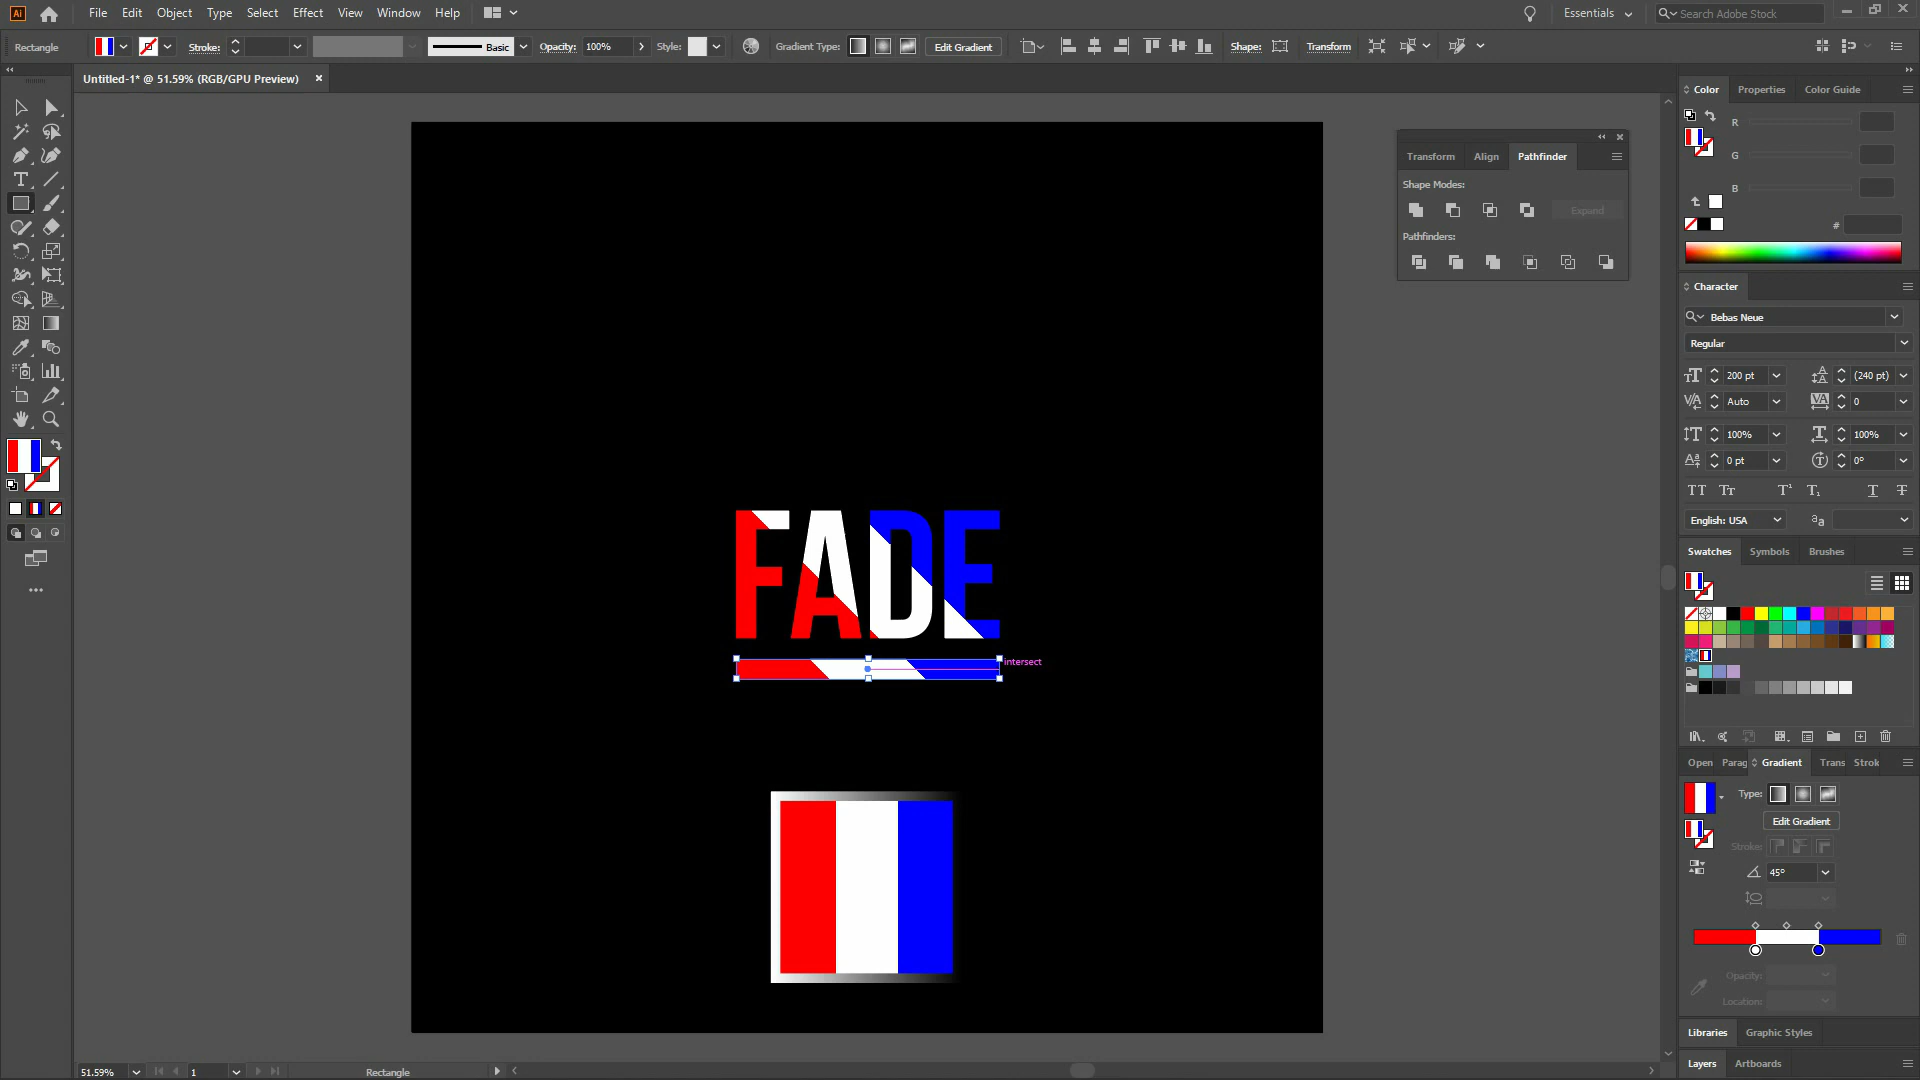 File Edit Object Type Select Effect View Window Help
Essentials
Search Adobe Stock
Rectangle
Stroke:
Basic
Opacity: 100%
Style:
Gradient Type:
Edit Gradient
Shape:
Transform
Untitled-1* @ 51.59% (RGB/GPU Preview)
Color Properties Color Guide
R
G
B
#
Transform Align Pathfinder
Shape Modes:
Expand
Pathfinders:
Character
Bebas Neue
Regular
200 pt (240 pt)
Auto 0
100% 100%
0 pt 0°
English: USA
FADE
intersect
Swatches Symbols Brushes
Open Parag Gradient Trans Strok
Type:
Edit Gradient
Stroke:
45°
Opacity:
Location:
Libraries Graphic Styles
Layers Artboards
51.59% 1 Rectangle